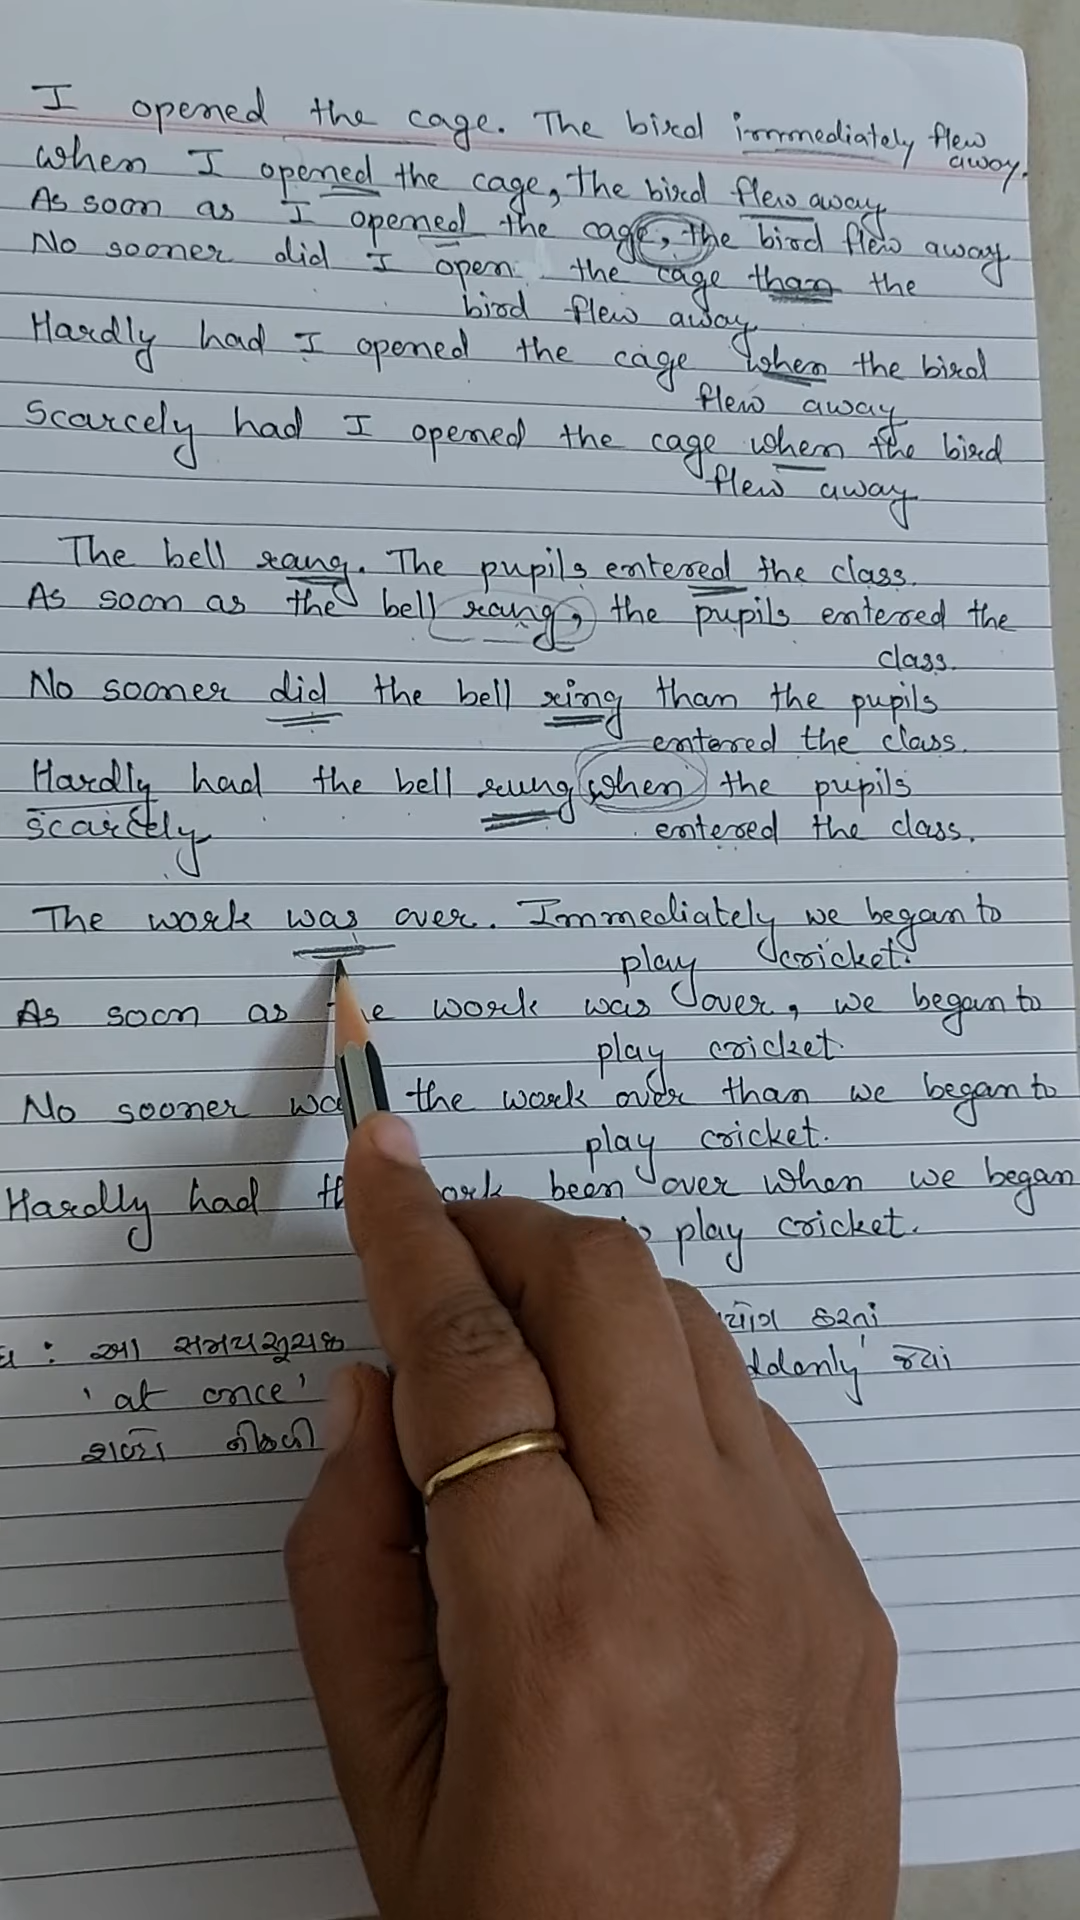 I opened the cage. The bird immediately flew
away.
when I opened the cage, the bird flew away
As soon as I opened the cage, the bird flew away
No sooner did I open the cage than the
bird flew away
Hardly had I opened the cage when the bird
flew away
Scarcely had I opened the cage when the bird
flew away
The bell rang. The pupils entered the class.
As soon as the bell rang, the pupils entered the
class.
No sooner did the bell ring than the pupils
entered the class.
Hardly had the bell rung when the pupils
Scarcely entered the class.
The work was over. Immediately we began to
play cricket.
As soon as the work was over, we began to
play cricket.
No sooner was the work over than we began to
play cricket.
Hardly had been over when we began
play cricket.
: આ સમયસૂચક કરતાં
'at once' જેવા
શબ્દો